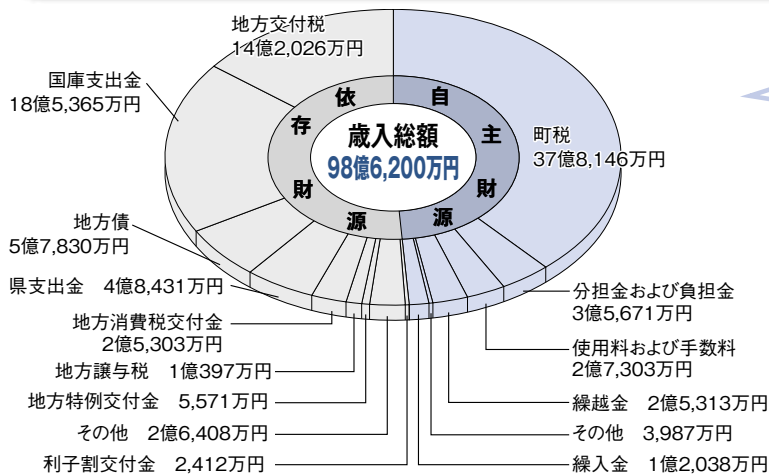 地方交付税
14億2,026万円
国庫支出金
18億5,365万円
地方債
5億7,830万円
県支出金 4億8,431万円
地方消費税交付金
2億5,303万円
地方譲与税 1億397万円
地方特例交付金 5,571万円
その他 2億6,408万円
利子割交付金 2,412万円
依存財源
歳入総額
98億6,200万円
自主財源
町税
37億8,146万円
分担金および負担金
3億5,671万円
使用料および手数料
2億7,303万円
繰越金 2億5,313万円
その他 3,987万円
繰入金 1億2,038万円